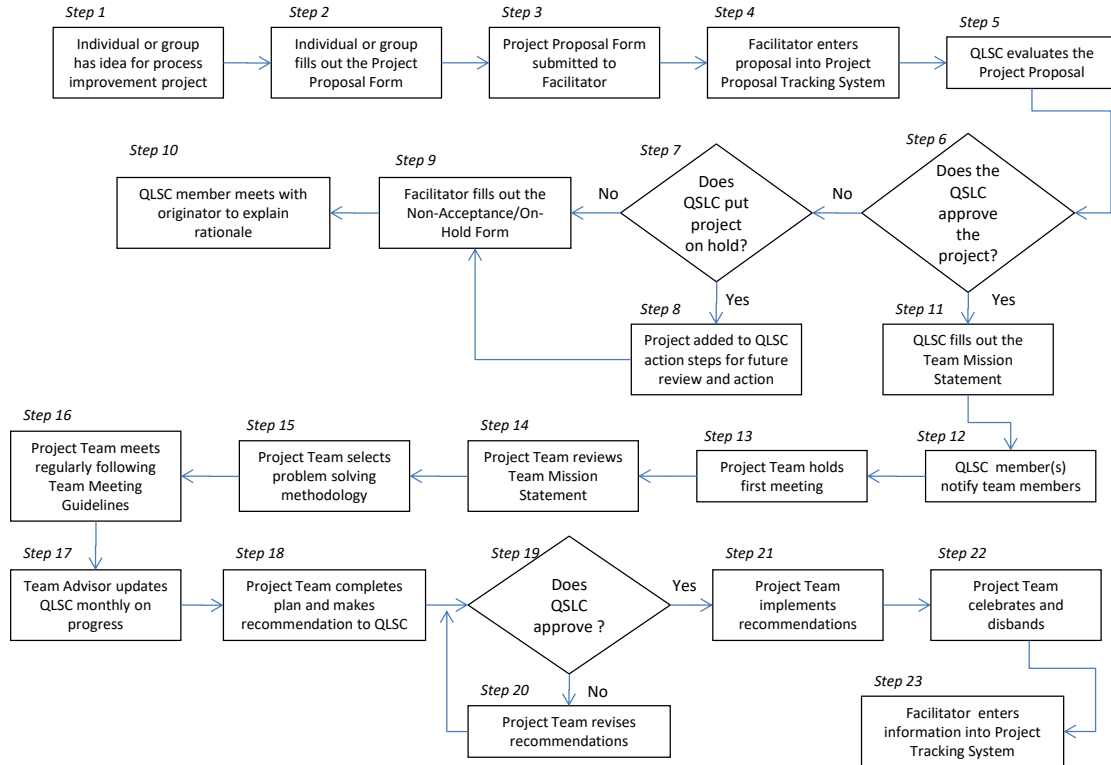 Step 1
Individual or group
has idea for process
improvement project
Step 2
Individual or group
fills out the Project
Proposal Form
Step 3
Project Proposal Form
submitted to
Facilitator
Step 4
Facilitator enters
proposal into Project
Proposal Tracking System
Step 5
QLSC evaluates the
Project Proposal
Step 6
Does the
QSLC
approve
the
project?
No
Yes
Step 7
Does
QSLC put
project
on hold?
No
Yes
Step 8
Project added to QLSC
action steps for future
review and action
Step 9
Facilitator fills out the
Non-Acceptance/On-
Hold Form
Step 10
QLSC member meets with
originator to explain
rationale
Step 11
QLSC fills out the
Team Mission
Statement
Step 12
QLSC member(s)
notify team members
Step 13
Project Team holds
first meeting
Step 14
Project Team reviews
Team Mission
Statement
Step 15
Project Team selects
problem solving
methodology
Step 16
Project Team meets
regularly following
Team Meeting
Guidelines
Step 17
Team Advisor updates
QLSC monthly on
progress
Step 18
Project Team completes
plan and makes
recommendation to QLSC
Step 19
Does
QSLC
approve ?
Yes
No
Step 20
Project Team revises
recommendations
Step 21
Project Team
implements
recommendations
Step 22
Project Team
celebrates and
disbands
Step 23
Facilitator  enters
information into Project
Tracking System